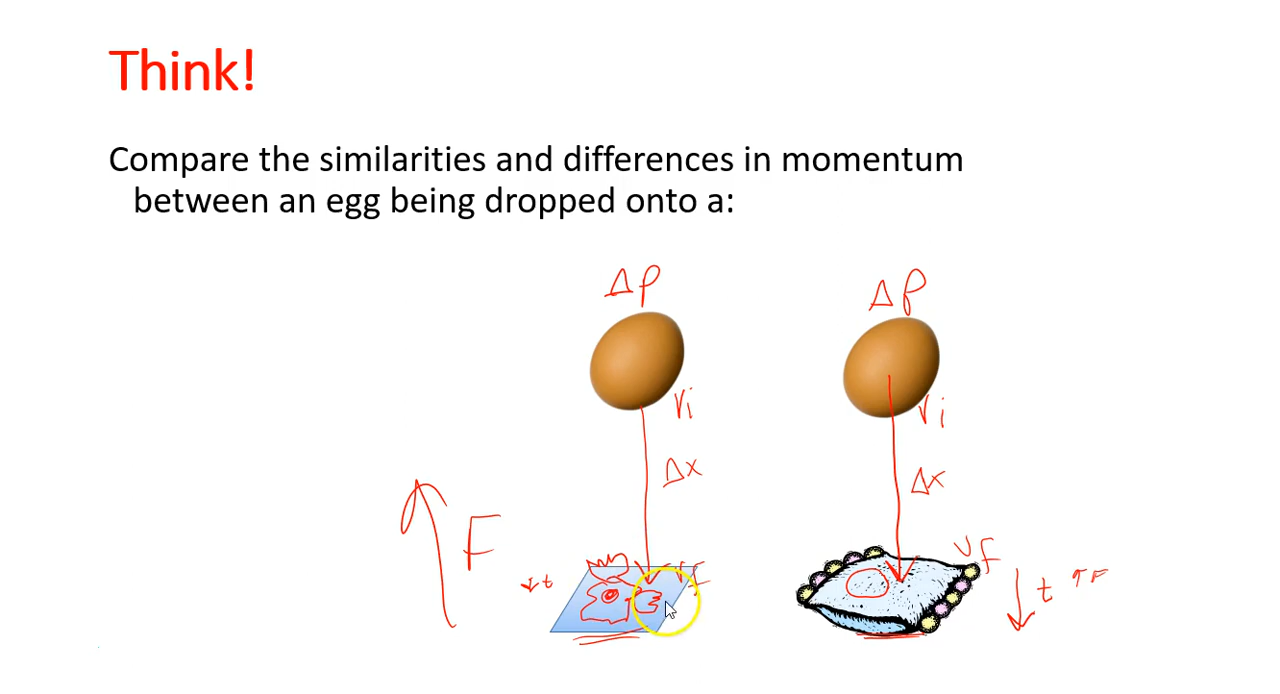 Think!
Compare the similarities and differences in momentum
between an egg being dropped onto a:
Δp
Δp
vi
vi
Δx
Δx
F
↓t
vf
vf
↓ t ↑F